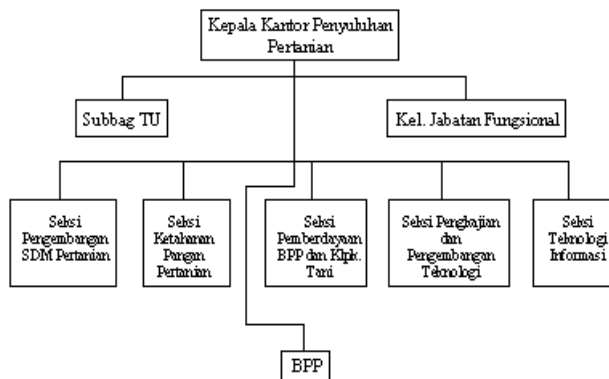 Kepala Kantor Penyuluhan
Pertanian
Subbag TU
Kel. Jabatan Fungsional
Seksi
Pengembangan
SDM Pertanian
Seksi
Ketahanan
Pangan
Pertanian
Seksi
Pemberdayaan
BPP dan Klpk.
Tani
Seksi Pengkajian
dan
Pengembangan
Teknologi
Seksi
Teknologi
Informasi
BPP